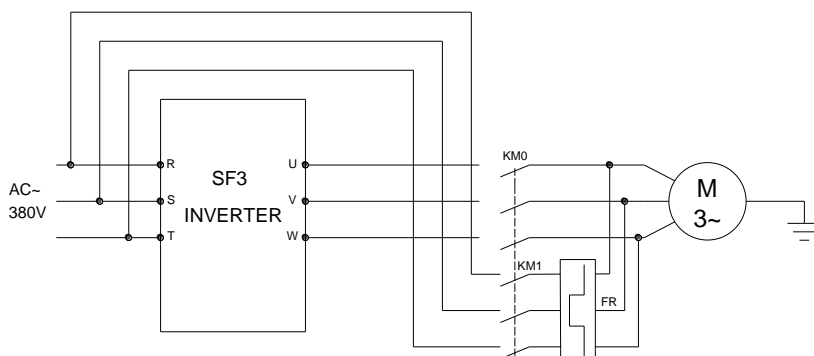 KM0
R
U
SF3
M
AC~
380V
S
V
3~
INVERTER
T
W
KM1
FR